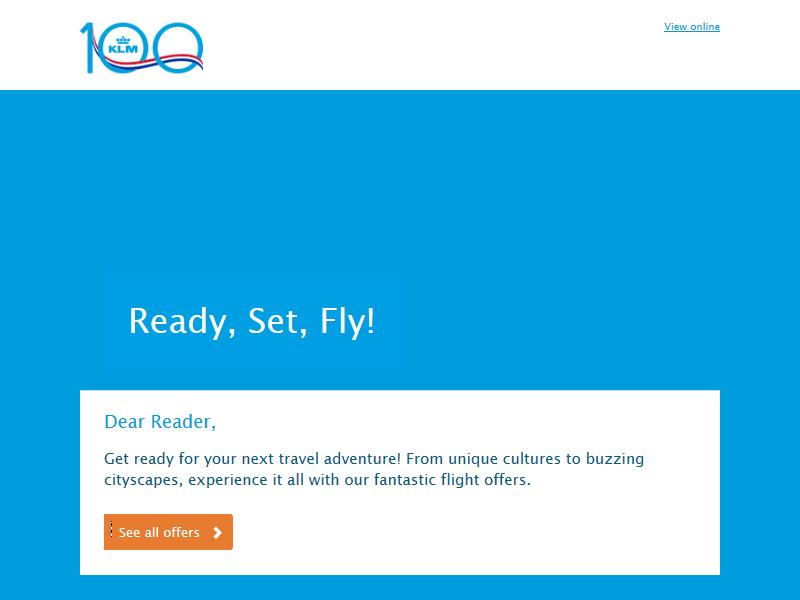 100
KLM
View online
Ready, Set, Fly!
Dear Reader,
Get ready for your next travel adventure! From unique cultures to buzzing
cityscapes, experience it all with our fantastic flight offers.
See all offers